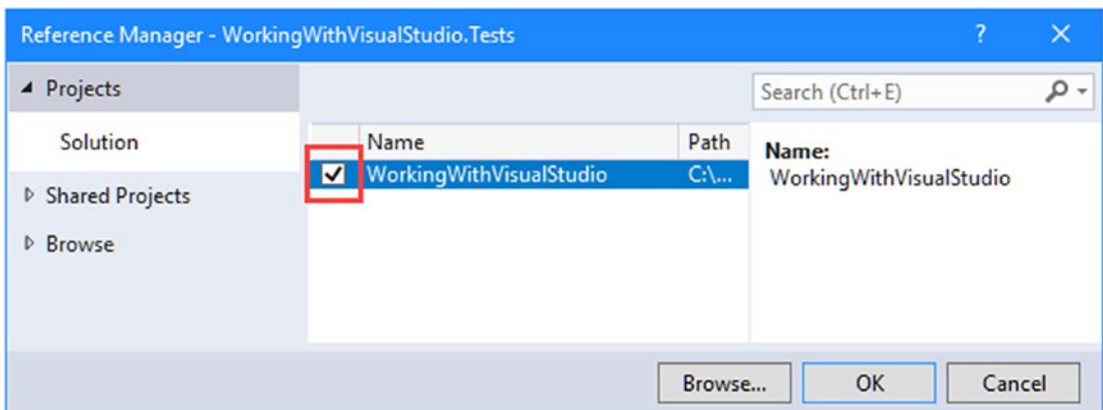 Reference Manager - WorkingWithVisualStudio.Tests ?
Projects
Search (Ctrl+E)
Solution
Name Path
Name:
WorkingWithVisualStudio C:\...
WorkingWithVisualStudio
Shared Projects
Browse
Browse... OK Cancel